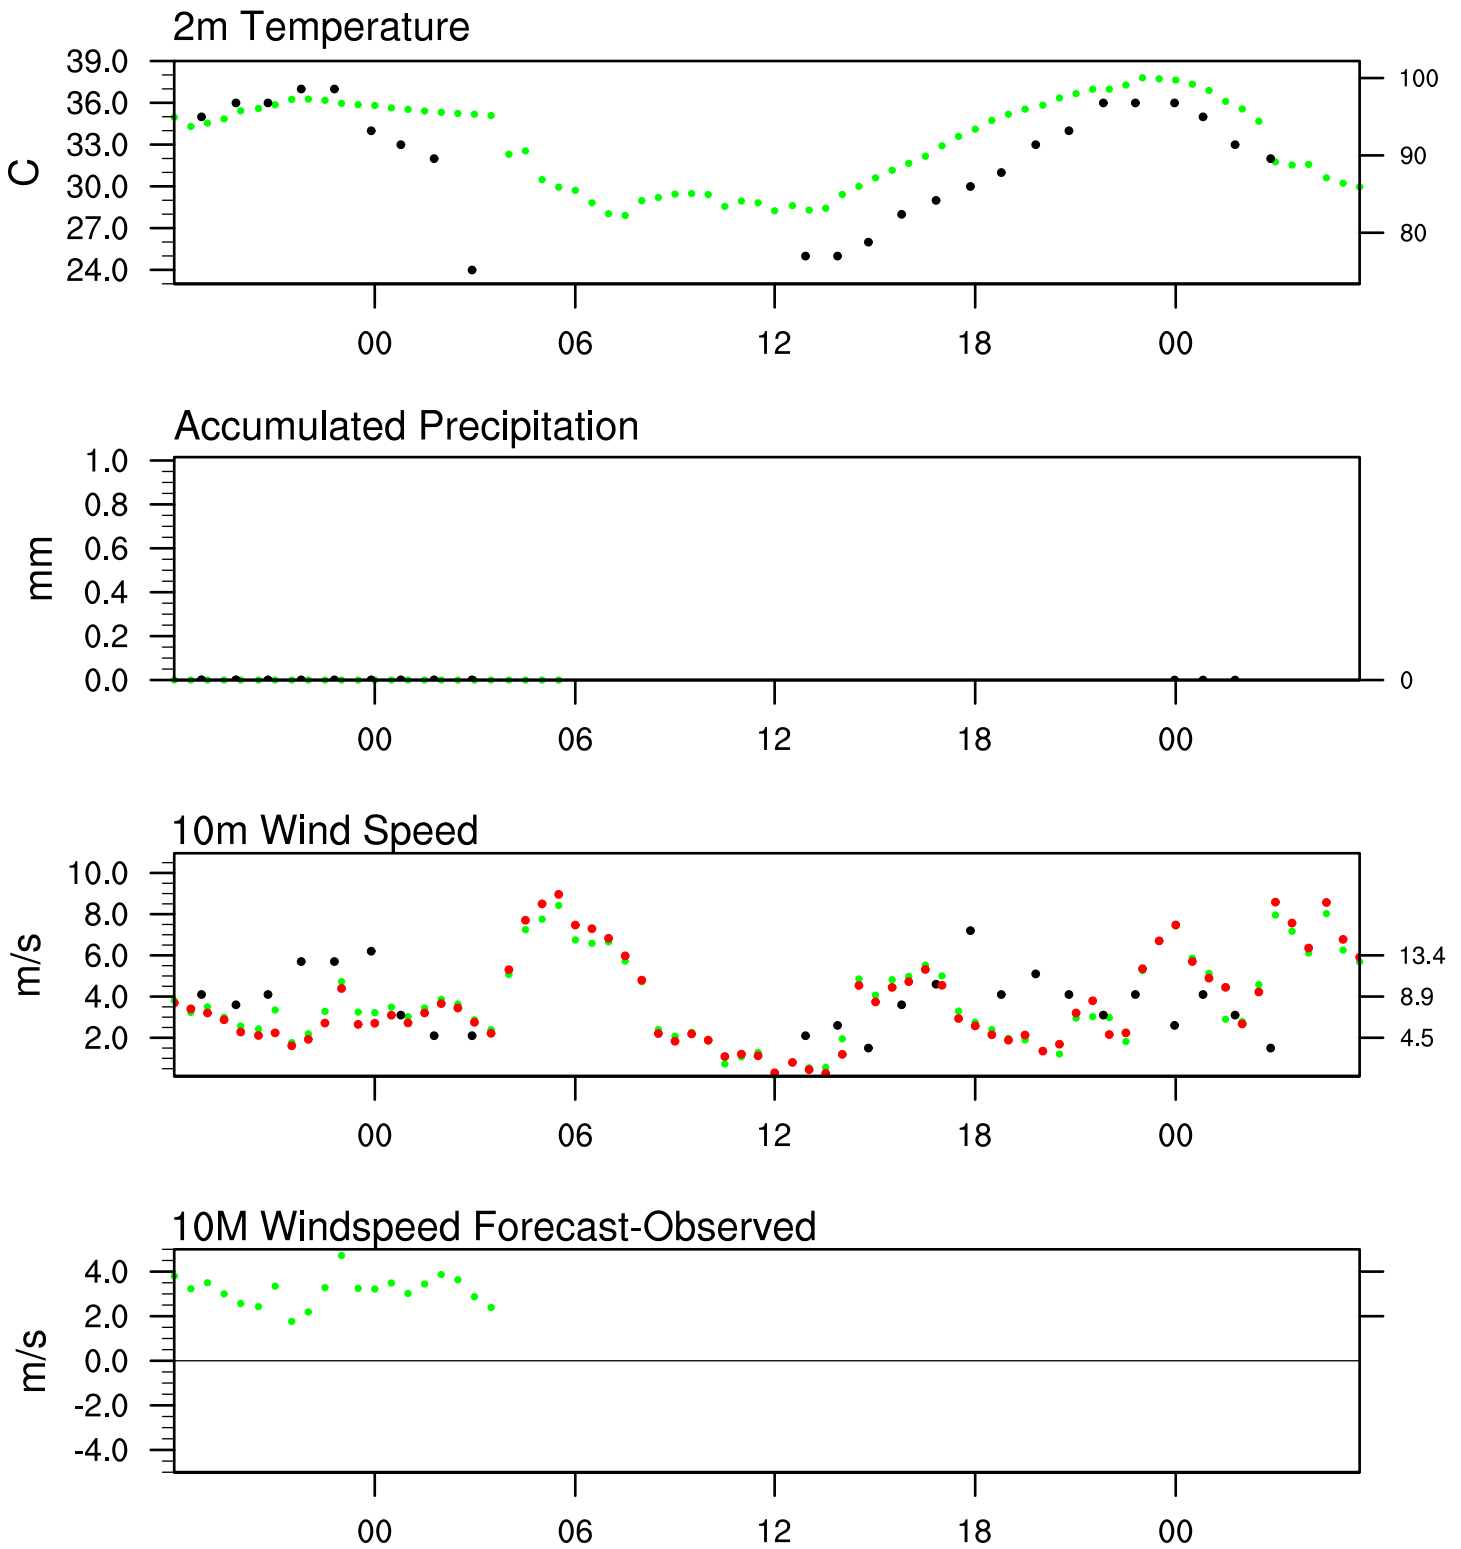 2m Temperature
39.0
36.0
33.0
30.0
27.0
24.0
C
100
90
80
00 06 12 18 00
Accumulated Precipitation
1.0
0.8
0.6
0.4
0.2
0.0
mm
0
00 06 12 18 00
10m Wind Speed
10.0
8.0
6.0
4.0
2.0
m/s
13.4
8.9
4.5
00 06 12 18 00
10M Windspeed Forecast-Observed
4.0
2.0
0.0
-2.0
-4.0
m/s
00 06 12 18 00